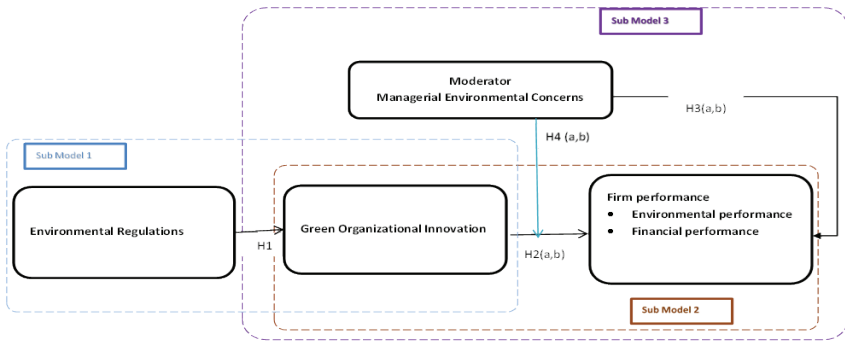 Sub Model 3
Moderator
Managerial Environmental Concerns
H3(a,b)
H4 (a,b)
Sub Model 1
Environmental Regulations
H1
Green Organizational Innovation
H2(a,b)
Firm performance
• Environmental performance
• Financial performance
Sub Model 2